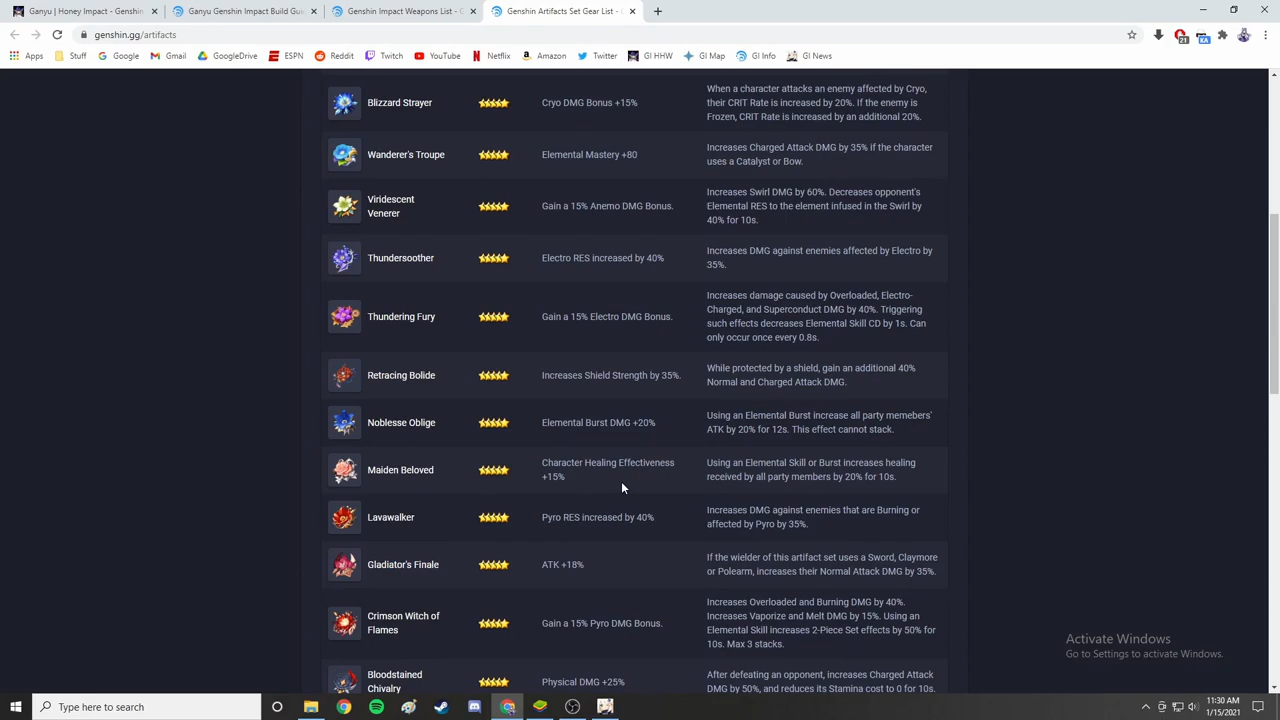 Ganyu | Honey Impact - Genshin
Ganyu Genshin Impact Build Guid
Genshin Impact Weapons List - G
Genshin Artifacts Set Gear List - G
genshin.gg/artifacts
21
Apps
Stuff
Google
Gmail
GoogleDrive
ESPN
Reddit
Twitch
YouTube
Netflix
Amazon
Twitter
GI HHW
GI Map
GI Info
GI News
Blizzard Strayer
Cryo DMG Bonus +15%
When a character attacks an enemy affected by Cryo,
their CRIT Rate is increased by 20%. If the enemy is
Frozen, CRIT Rate is increased by an additional 20%.
Wanderer's Troupe
Elemental Mastery +80
Increases Charged Attack DMG by 35% if the character
uses a Catalyst or Bow.
Viridescent
Venerer
Gain a 15% Anemo DMG Bonus.
Increases Swirl DMG by 60%. Decreases opponent's
Elemental RES to the element infused in the Swirl by
40% for 10s.
Thundersoother
Electro RES increased by 40%
Increases DMG against enemies affected by Electro by
35%.
Thundering Fury
Gain a 15% Electro DMG Bonus.
Increases damage caused by Overloaded, Electro-
Charged, and Superconduct DMG by 40%. Triggering
such effects decreases Elemental Skill CD by 1s. Can
only occur once every 0.8s.
Retracing Bolide
Increases Shield Strength by 35%.
While protected by a shield, gain an additional 40%
Normal and Charged Attack DMG.
Noblesse Oblige
Elemental Burst DMG +20%
Using an Elemental Burst increase all party memebers'
ATK by 20% for 12s. This effect cannot stack.
Maiden Beloved
Character Healing Effectiveness
+15%
Using an Elemental Skill or Burst increases healing
received by all party members by 20% for 10s.
Lavawalker
Pyro RES increased by 40%
Increases DMG against enemies that are Burning or
affected by Pyro by 35%.
Gladiator's Finale
ATK +18%
If the wielder of this artifact set uses a Sword, Claymore
or Polearm, increases their Normal Attack DMG by 35%.
Crimson Witch of
Flames
Gain a 15% Pyro DMG Bonus.
Increases Overloaded and Burning DMG by 40%.
Increases Vaporize and Melt DMG by 15%. Using an
Elemental Skill increases 2-Piece Set effects by 50% for
10s. Max 3 stacks.
Bloodstained
Chivalry
Physical DMG +25%
After defeating an opponent, increases Charged Attack
DMG by 50%, and reduces its Stamina cost to 0 for 10s.
Activate Windows
Go to Settings to activate Windows.
Type here to search
11:30 AM
1/15/2021